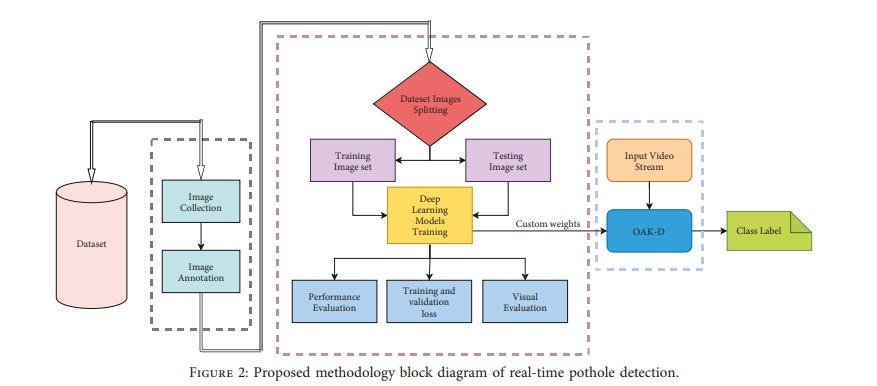 Dateset Images
Splitting
Training
Image set
Testing
Image set
Input Video
Stream
Image
Collection
Deep
Learning
Models
Training
Custom weights
Dataset
OAK-D
Class Label
Image
Annotation
Performance
Evaluation
Training and
validation
loss
Visual
Evaluation
FIGURE 2: Proposed methodology block diagram of real-time pothole detection.